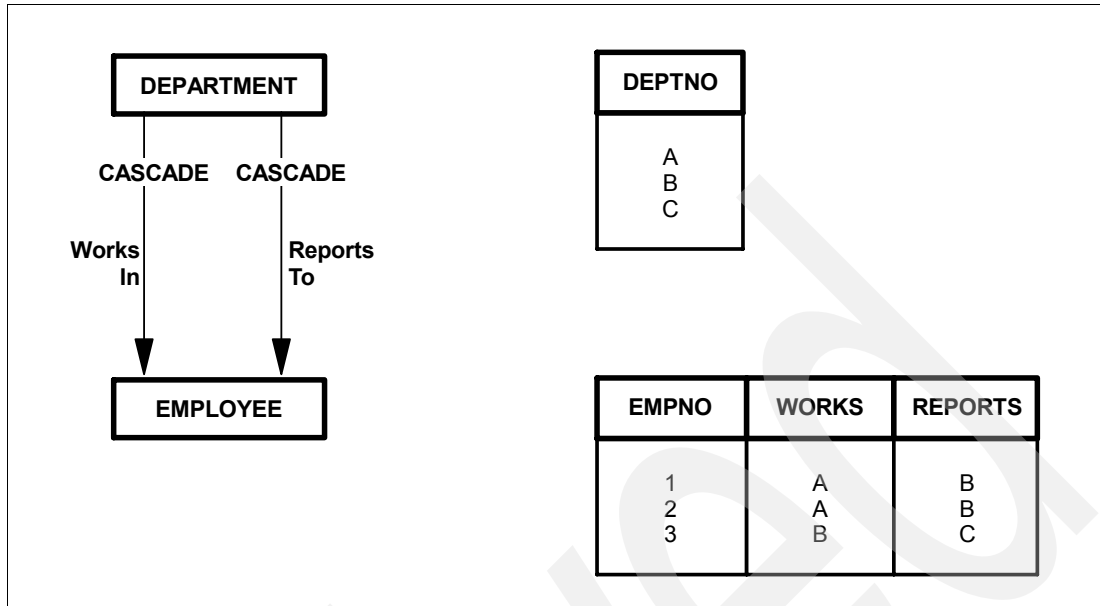 DEPARTMENT
CASCADE CASCADE
Works In
Reports To
EMPLOYEE
DEPTNO
A
B
C
EMPNO WORKS REPORTS
1 A B
2 A B
3 B C